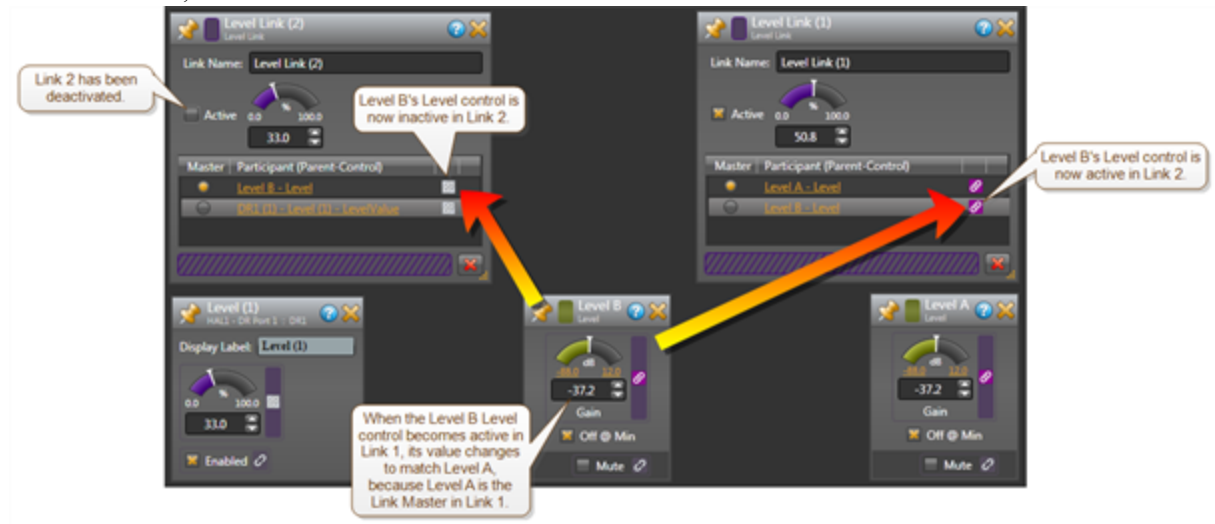 Level Link (2)
Level Link
Link Name: Level Link (2)
Link 2 has been
deactivated.
Active
%
0.0 100.0
33.0
Level B's Level control is
now inactive in Link 2.
Master Participant (Parent-Control)
Level B - Level
DR1 (1) - Level (1) - LevelValue
Level Link (1)
Level Link
Link Name: Level Link (1)
Active
%
0.0 100.0
50.8
Master Participant (Parent-Control)
Level A - Level
Level B - Level
Level B's Level control is
now active in Link 2.
Level (1)
HAL1 - DR Port 1 : DR1
Display Label: Level (1)
%
0.0 100.0
33.0
Enabled
Level B
Level
dB
-88.0 12.0
-37.2
Gain
Off @ Min
Mute
When the Level B Level
control becomes active in
Link 1, its value changes
to match Level A,
because Level A is the
Link Master in Link 1.
Level A
Level
dB
-88.0 12.0
-37.2
Gain
Off @ Min
Mute